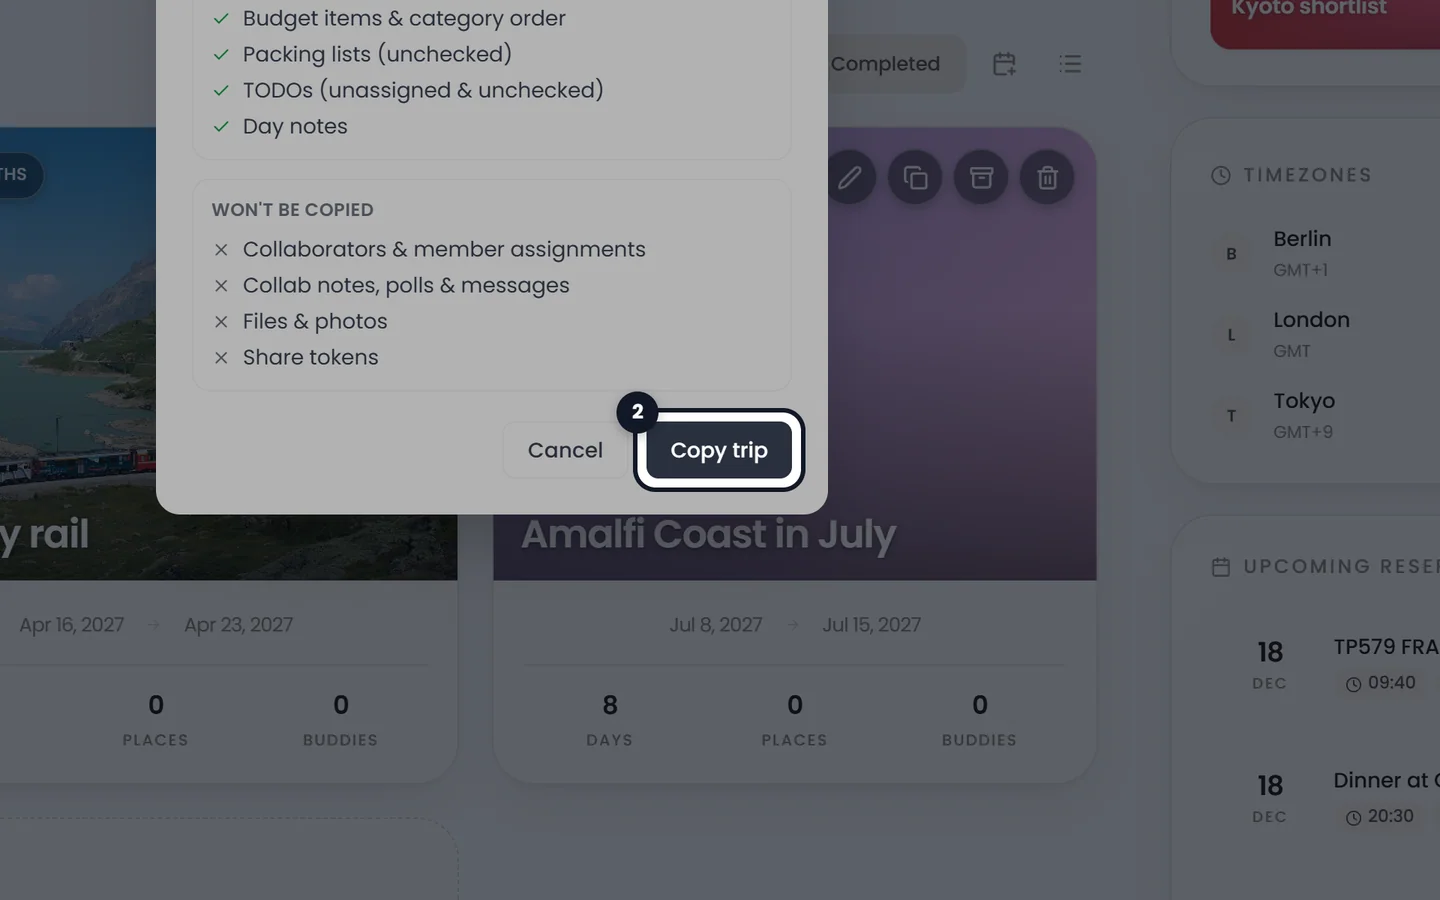 Budget items & category order
Packing lists (unchecked)
TODOs (unassigned & unchecked)
Day notes
WON'T BE COPIED
Collaborators & member assignments
Collab notes, polls & messages
Files & photos
Share tokens
2
Cancel
Copy trip
Completed
THS
y rail
Apr 16, 2027 → Apr 23, 2027
0
PLACES
0
BUDDIES
Amalfi Coast in July
Jul 8, 2027 → Jul 15, 2027
8
DAYS
0
PLACES
0
BUDDIES
Kyoto shortlist
TIMEZONES
B
Berlin
GMT+1
L
London
GMT
T
Tokyo
GMT+9
UPCOMING RESER
18
DEC
TP579 FRA
09:40
18
DEC
Dinner at
20:30